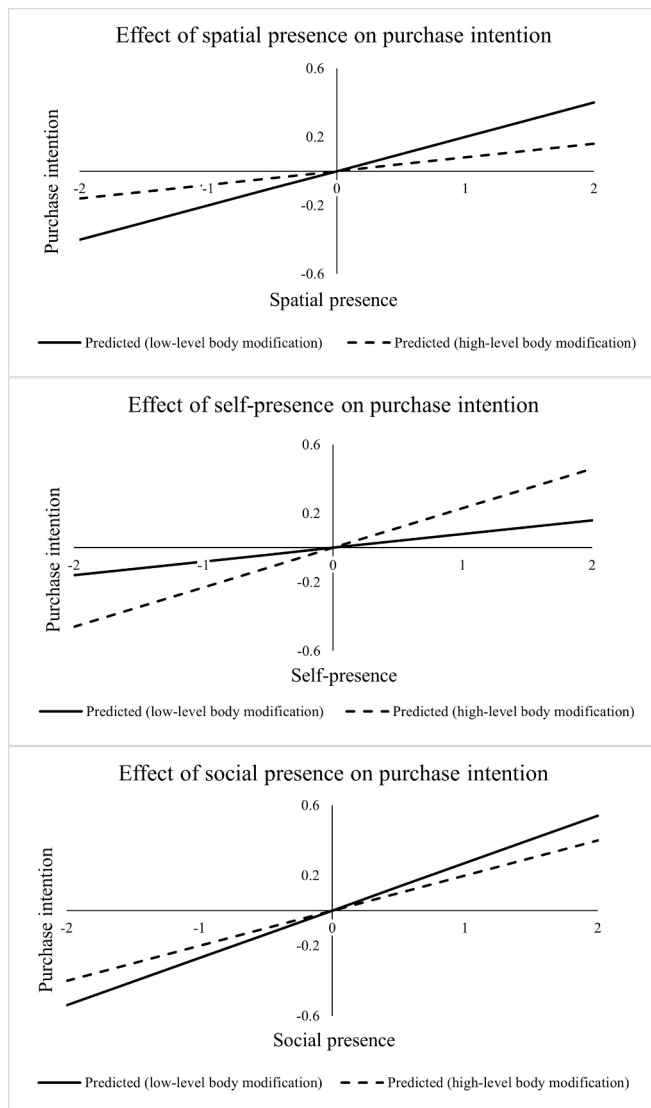 Effect of spatial presence on purchase intention
0.6
Purchase intention
0.2
-2 -1 0 1 2
-0.2
-0.6
Spatial presence
Predicted (low-level body modification) Predicted (high-level body modification)
Effect of self-presence on purchase intention
0.6
Purchase intention
0.2
-2 -1 0 1 2
-0.2
-0.6
Self-presence
Predicted (low-level body modification) Predicted (high-level body modification)
Effect of social presence on purchase intention
0.6
Purchase intention
0.2
-2 -1 0 1 2
-0.2
-0.6
Social presence
Predicted (low-level body modification) Predicted (high-level body modification)